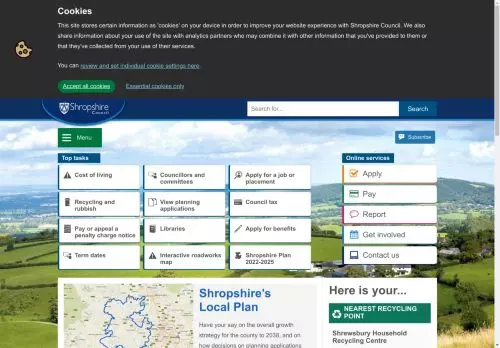 Cookies
This site stores certain information as 'cookies' on your device in order to improve your website experience with Shropshire Council. We also
share information about your use of the site with analytics partners who may combine it with other information that you've provided to them or
that they've collected from your use of their services.
You can review and set individual cookie settings here.
Accept all cookies
Essential cookies only
Shropshire
Council
Search for...
Search
Menu
Subscribe
Top tasks
Online services
Cost of living
Councillors and
committees
Apply for a job or
placement
Apply
Recycling and
rubbish
View planning
applications
Council tax
Pay
Pay or appeal a
penalty charge notice
Libraries
Apply for benefits
Report
Get involved
Term dates
Interactive roadworks
map
Shropshire Plan
2022-2025
Contact us
Shropshire's
Local Plan
Have your say on the overall growth
strategy for the county to 2038, and on
how decisions on planning applications
Here is your...
NEAREST RECYCLING
POINT
Shrewsbury Household
Recycling Centre